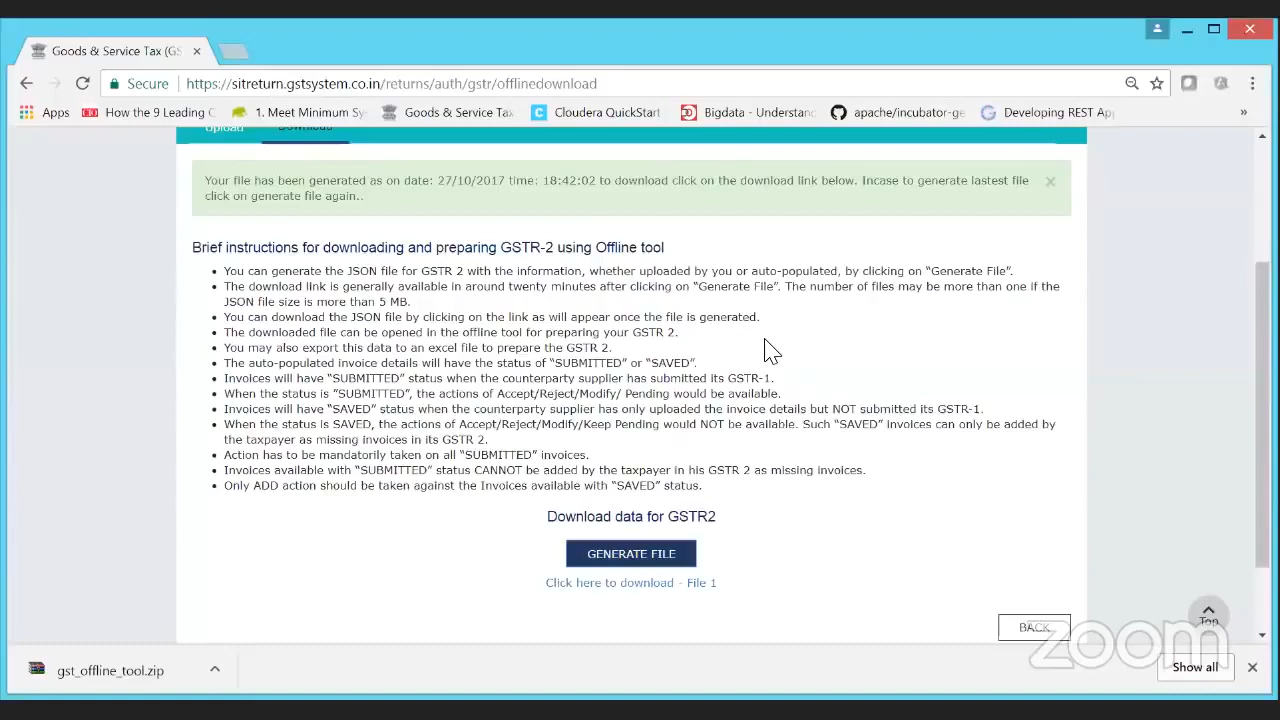 Goods & Service Tax (GS
Secure
https://sitreturn.gstsystem.co.in/returns/auth/gstr/offlinedownload
Apps
How the 9 Leading C
1. Meet Minimum Sy
Goods & Service Tax
Cloudera QuickStart
Bigdata - Understand
apache/incubator-ge
Developing REST Ap
»
Upload
Download
Your file has been generated as on date: 27/10/2017 time: 18:42:02 to download click on the download link below. Incase to generate lastest file
click on generate file again..
Brief instructions for downloading and preparing GSTR-2 using Offline tool
• You can generate the JSON file for GSTR 2 with the information, whether uploaded by you or auto-populated, by clicking on “Generate File”.
• The download link is generally available in around twenty minutes after clicking on “Generate File”. The number of files may be more than one if the
JSON file size is more than 5 MB.
• You can download the JSON file by clicking on the link as will appear once the file is generated.
• The downloaded file can be opened in the offline tool for preparing your GSTR 2.
• You may also export this data to an excel file to prepare the GSTR 2.
• The auto-populated invoice details will have the status of “SUBMITTED” or “SAVED”.
• Invoices will have “SUBMITTED” status when the counterparty supplier has submitted its GSTR-1.
• When the status is “SUBMITTED”, the actions of Accept/Reject/Modify/ Pending would be available.
• Invoices will have “SAVED” status when the counterparty supplier has only uploaded the invoice details but NOT submitted its GSTR-1.
• When the status is SAVED, the actions of Accept/Reject/Modify/Keep Pending would NOT be available. Such “SAVED” invoices can only be added by
the taxpayer as missing invoices in its GSTR 2.
• Action has to be mandatorily taken on all “SUBMITTED” invoices.
• Invoices available with “SUBMITTED” status CANNOT be added by the taxpayer in his GSTR 2 as missing invoices.
• Only ADD action should be taken against the Invoices available with “SAVED” status.
Download data for GSTR2
GENERATE FILE
Click here to download - File 1
Top
BACK
zoom
gst_offline_tool.zip
Show all